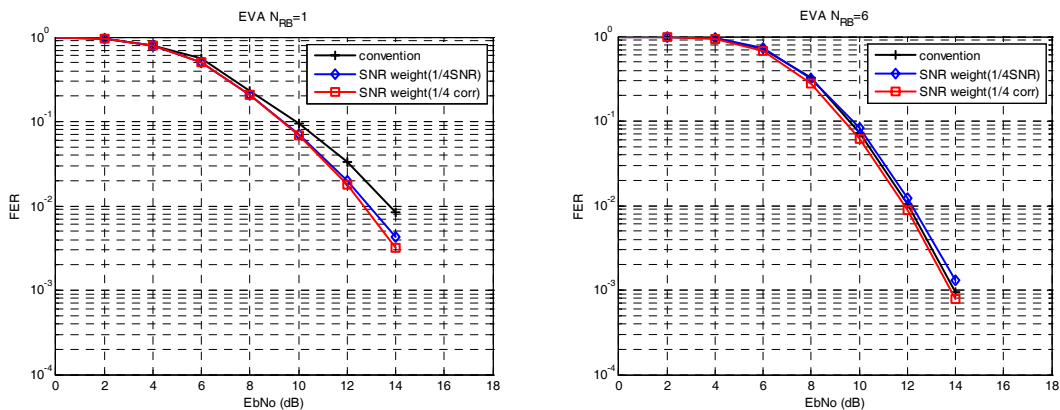 EVA N_RB=1
10^0
10^-1
10^-2
10^-3
10^-4
FER
convention
SNR weight(1/4SNR)
SNR weight(1/4 corr)
0 2 4 6 8 10 12 14 16 18
EbNo (dB)
EVA N_RB=6
10^0
10^-1
10^-2
10^-3
10^-4
FER
convention
SNR weight(1/4SNR)
SNR weight(1/4 corr)
0 2 4 6 8 10 12 14 16 18
EbNo (dB)